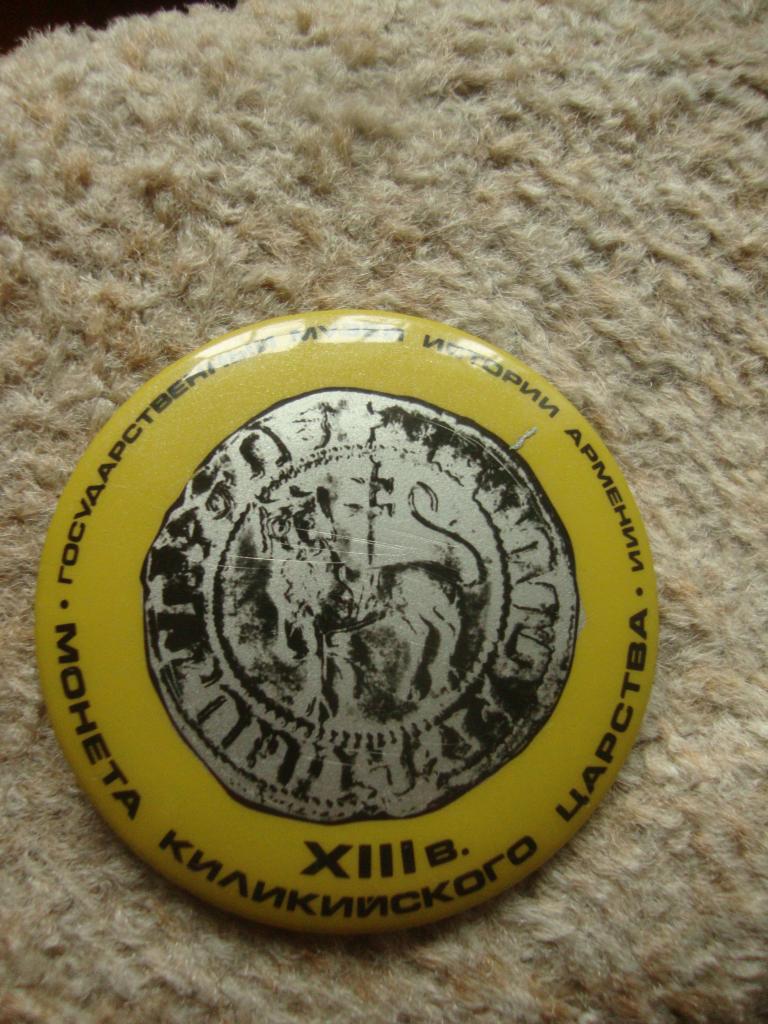 ГОСУДАРСТВЕННЫЙ МУЗЕЙ ИСТОРИИ АРМЕНИИ
XIII В.
МОНЕТА КИЛИКИЙСКОГО ЦАРСТВА